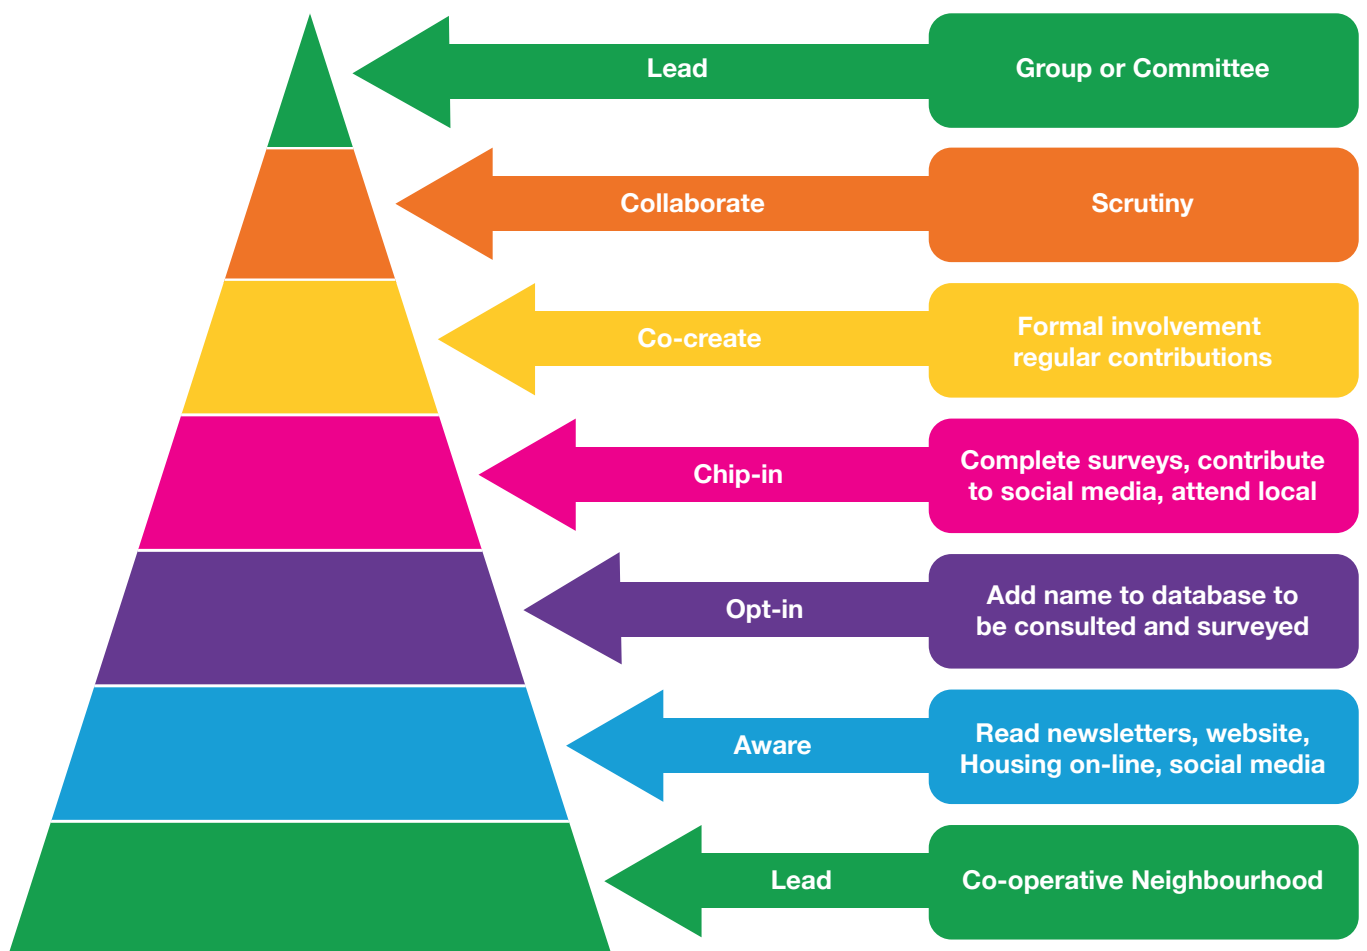 Lead
Group or Committee
Collaborate
Scrutiny
Co-create
Formal involvement
regular contributions
Chip-in
Complete surveys, contribute
to social media, attend local
Opt-in
Add name to database to
be consulted and surveyed
Aware
Read newsletters, website,
Housing on-line, social media
Lead
Co-operative Neighbourhood